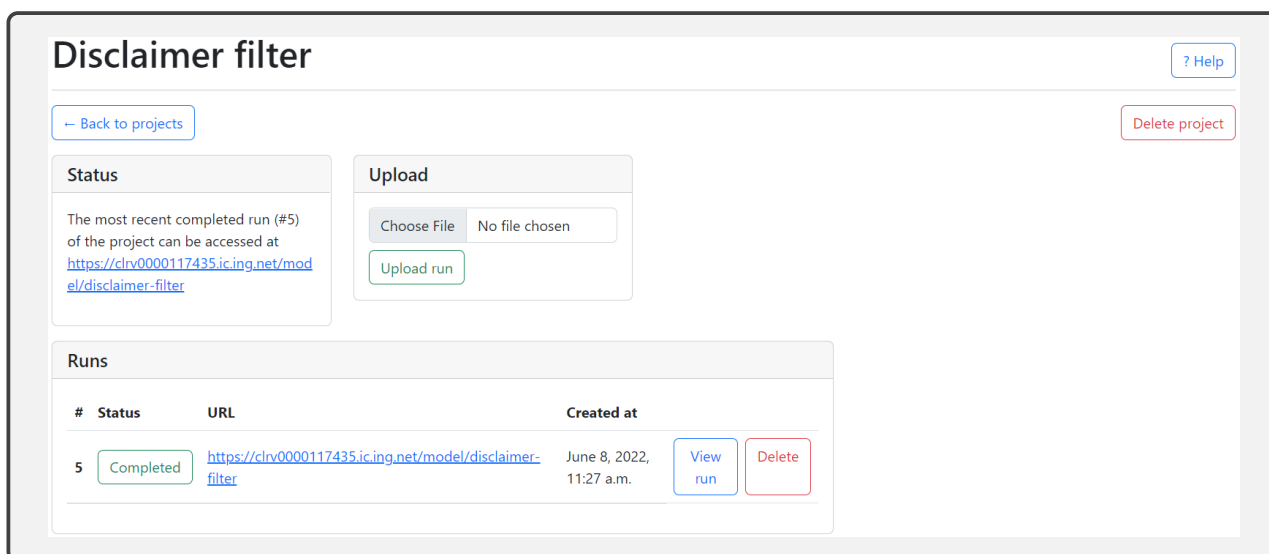 Disclaimer filter
? Help
← Back to projects
Delete project
Status
The most recent completed run (#5)
of the project can be accessed at
https://clrv0000117435.ic.ing.net/mod
el/disclaimer-filter
Upload
Choose File No file chosen
Upload run
Runs
# Status URL Created at
5 Completed https://clrv0000117435.ic.ing.net/model/disclaimer- June 8, 2022, View Delete
filter 11:27 a.m. run